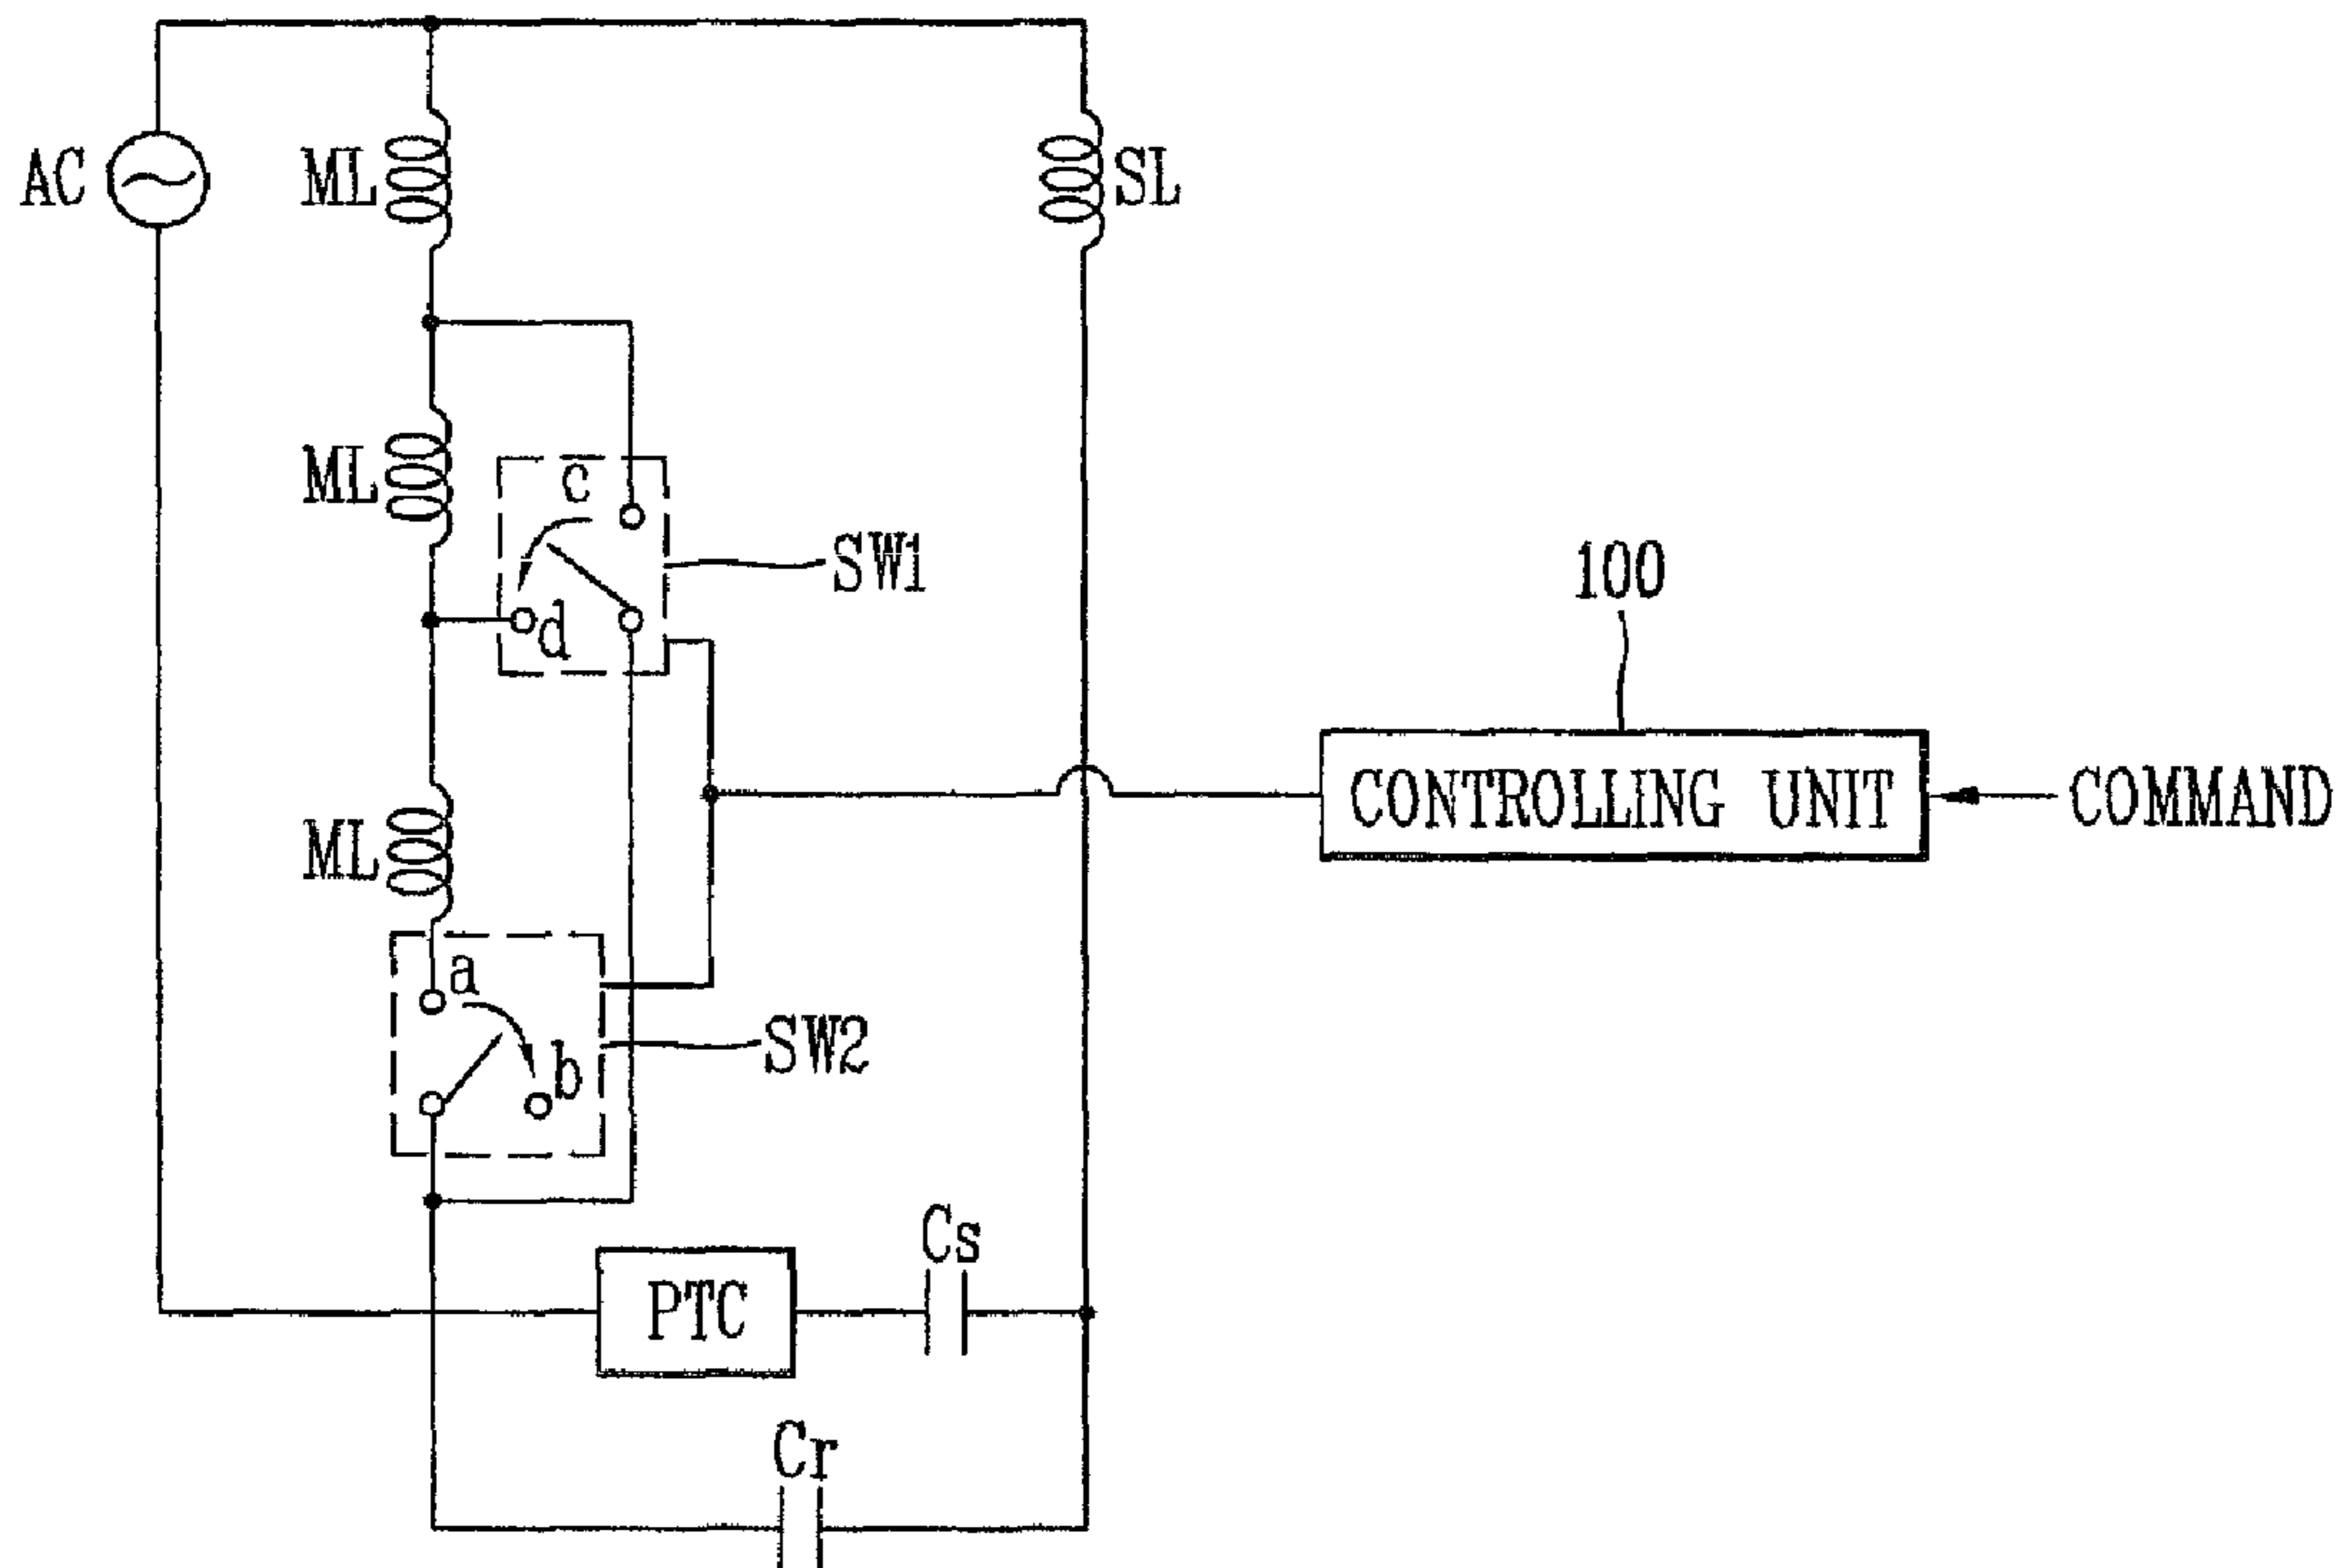 AC
ML
SL
ML
c
SW1
d
100
CONTROLLING UNIT
COMMAND
ML
a
b
SW2
Cs
PTC
Cr